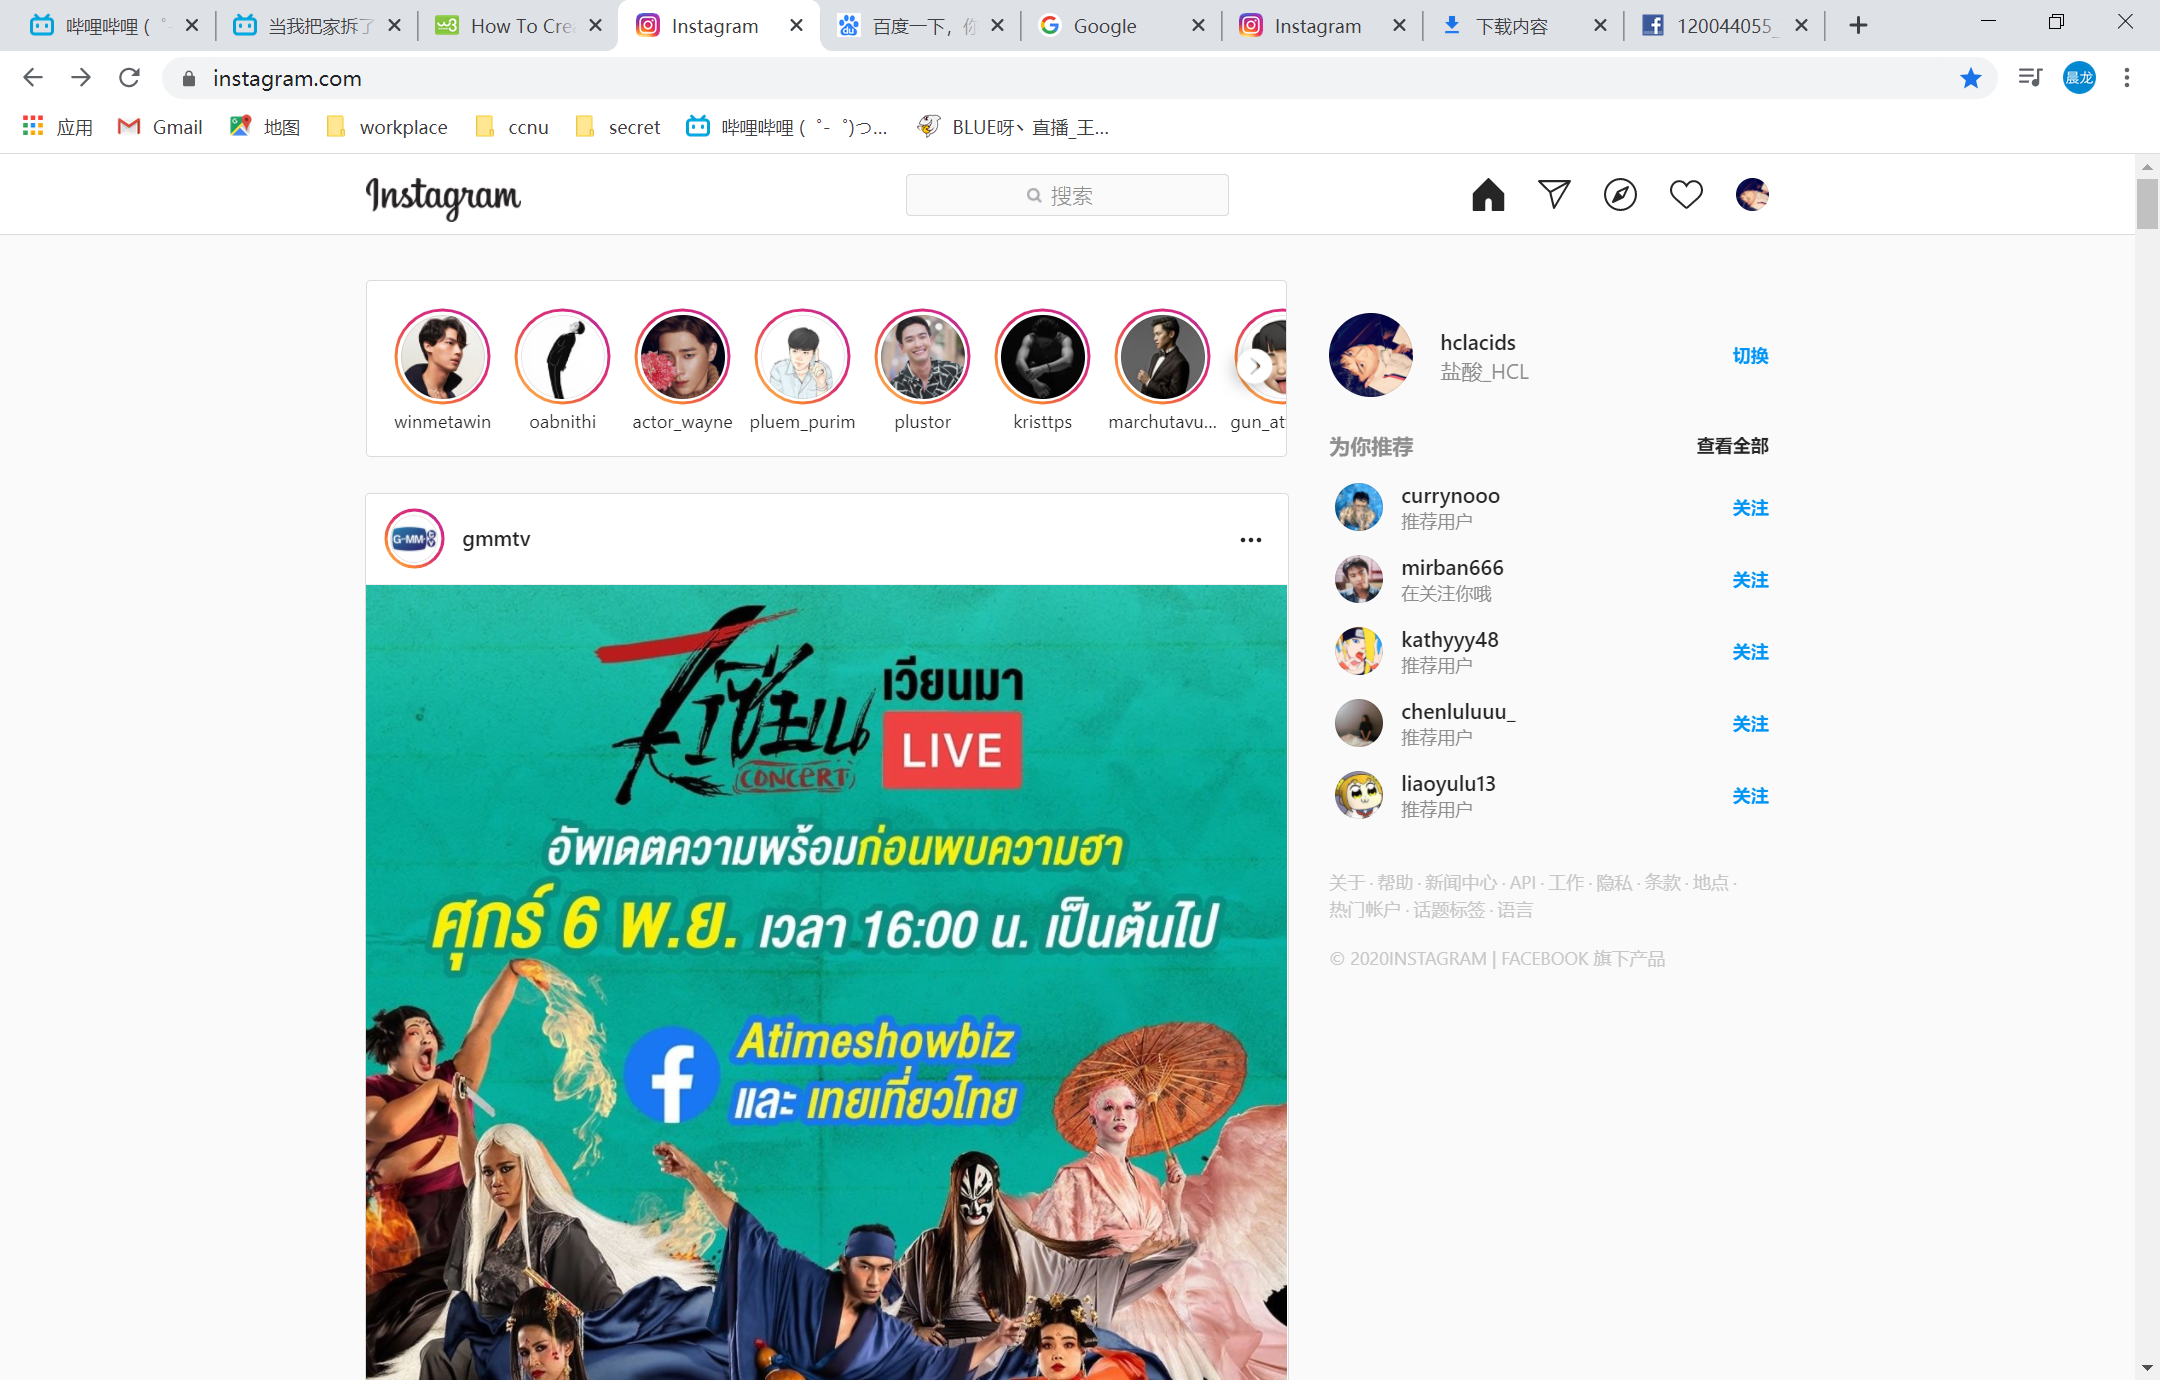 哔哩哔哩 ( ゜-
当我把家拆了
How To Crea
Instagram
百度一下，你
Google
Instagram
下载内容
120044055_
instagram.com
晨龙
应用
Gmail
地图
workplace
ccnu
secret
哔哩哔哩 ( ゜- ゜)つ...
BLUE呀丶直播_王...
Instagram
搜索
winmetawin
oabnithi
actor_wayne
pluem_purim
plustor
kristtps
marchutavu...
gun_at
hclacids
盐酸_HCL
切换
为你推荐
查看全部
currynooo
推荐用户
关注
mirban666
在关注你哦
关注
kathyyy48
推荐用户
关注
chenluluuu_
推荐用户
关注
liaoyulu13
推荐用户
关注
关于 · 帮助 · 新闻中心 · API · 工作 · 隐私 · 条款 · 地点 ·
热门帐户 · 话题标签 · 语言
© 2020INSTAGRAM | FACEBOOK 旗下产品
G-MM
gmmtv
เวียนมา
LIVE
CONCERT
อัพเดตความพร้อมก่อนพบความฮา
ศุกร์ 6 พ.ย. เวลา 16:00 น. เป็นต้นไป
Atimeshowbiz
และ เทยเที่ยวไทย